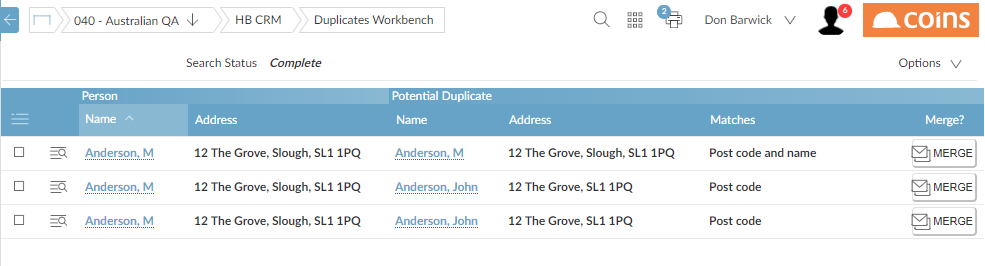 040 - Australian QA HB CRM Duplicates Workbench 2 Don Barwick 6 coins
Search Status Complete Options
Person Potential Duplicate
Name Address Name Address Matches Merge?
Anderson, M 12 The Grove, Slough, SL1 1PQ Anderson, M 12 The Grove, Slough, SL1 1PQ Post code and name MERGE
Anderson, M 12 The Grove, Slough, SL1 1PQ Anderson, John 12 The Grove, SL1 1PQ Post code MERGE
Anderson, M 12 The Grove, Slough, SL1 1PQ Anderson, John 12 The Grove, SL1 1PQ Post code MERGE